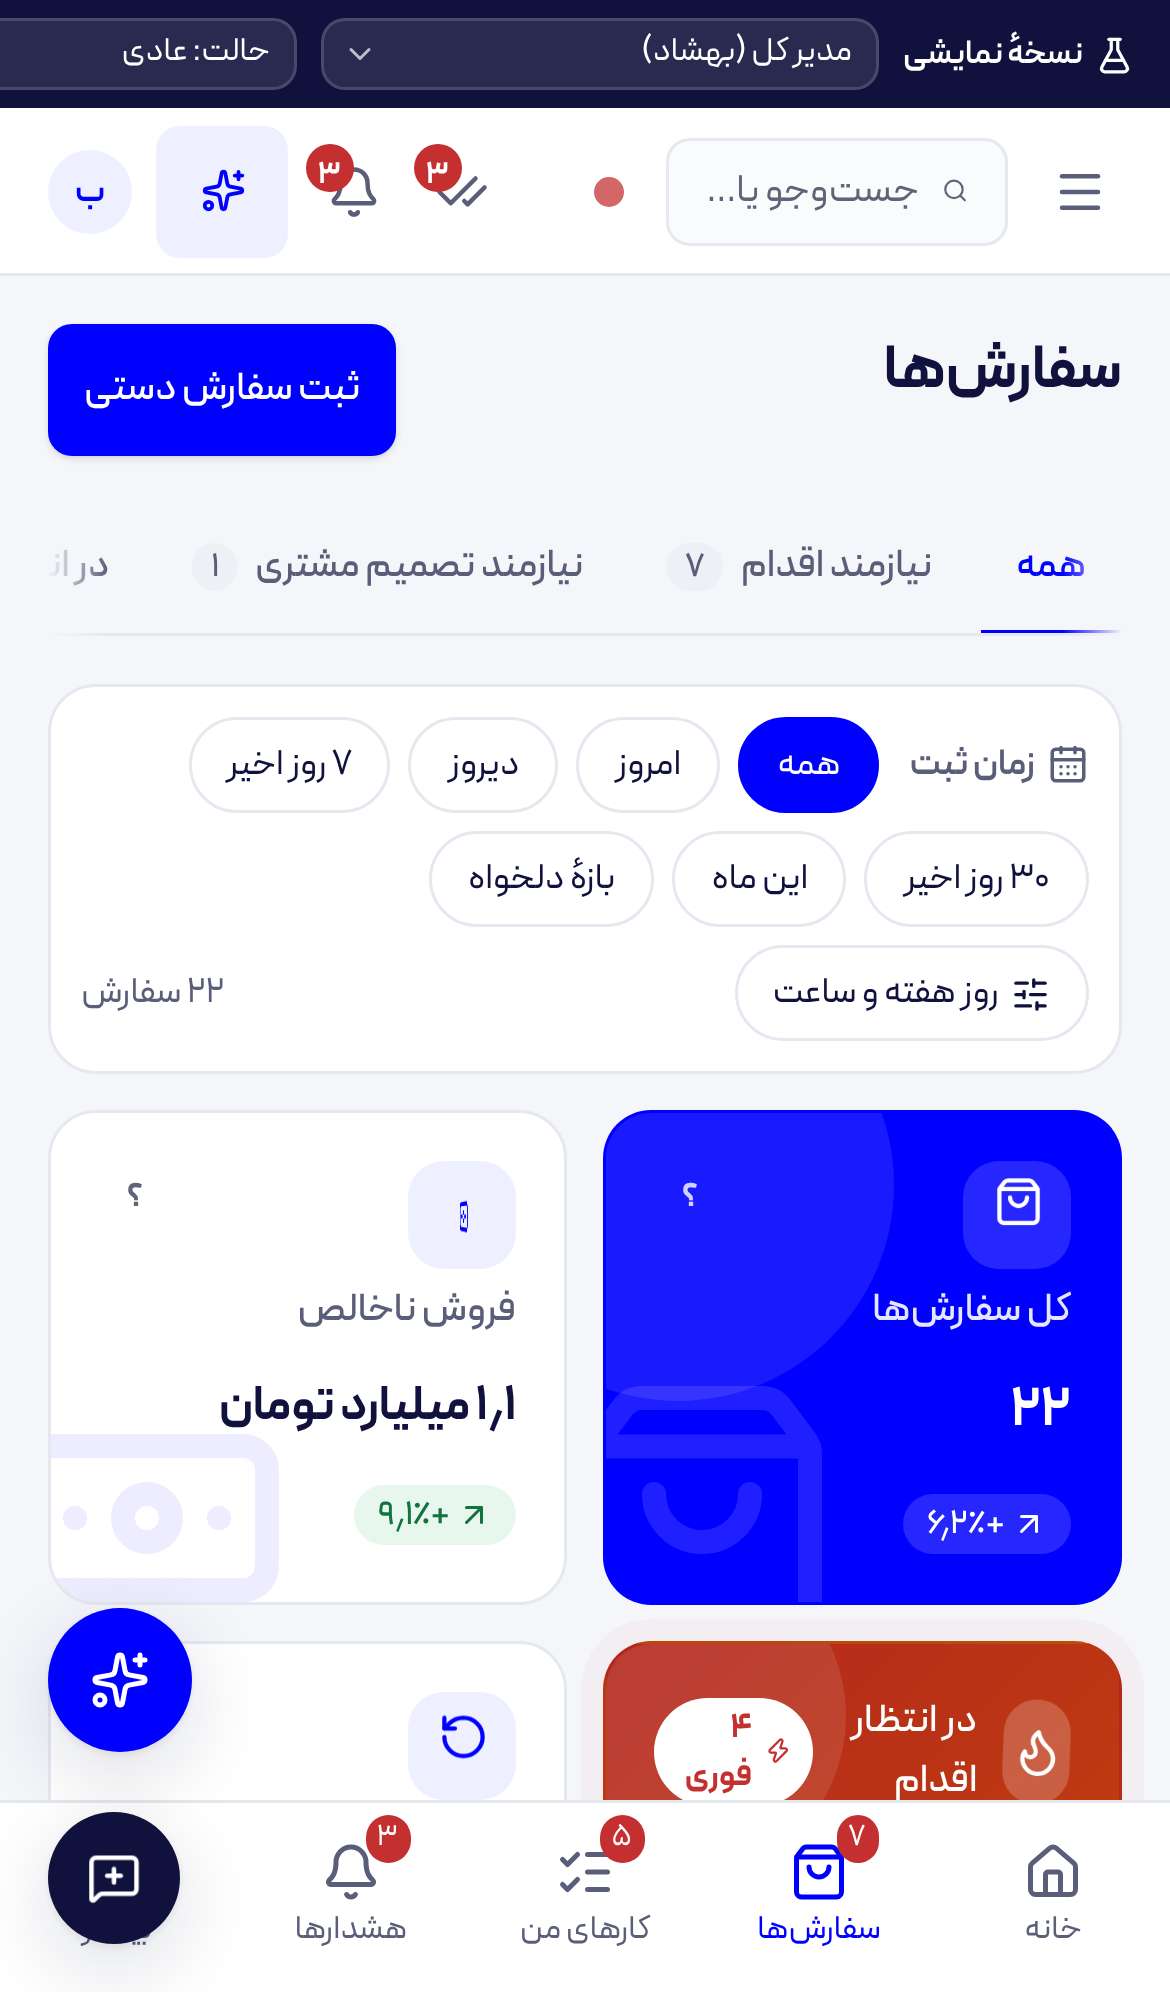 نسخهٔ نمایشی
مدیر کل (بهشاد)
حالت: عادی
جست‌وجو یا...
۳
۳
ب
سفارش‌ها
ثبت سفارش دستی
همه
نیازمند اقدام ۷
نیازمند تصمیم مشتری ۱
در
زمان ثبت
همه
امروز
دیروز
۷ روز اخیر
۳۰ روز اخیر
این ماه
بازهٔ دلخواه
روز هفته و ساعت
۲۲ سفارش
؟
کل سفارش‌ها
۲۲
+۶٫۲٪
؟
فروش ناخالص
۱٫۱ میلیارد تومان
+۹٫۱٪
در انتظار
اقدام
۴
فوری
خانه
۷
سفارش‌ها
۵
کارهای من
۳
هشدارها